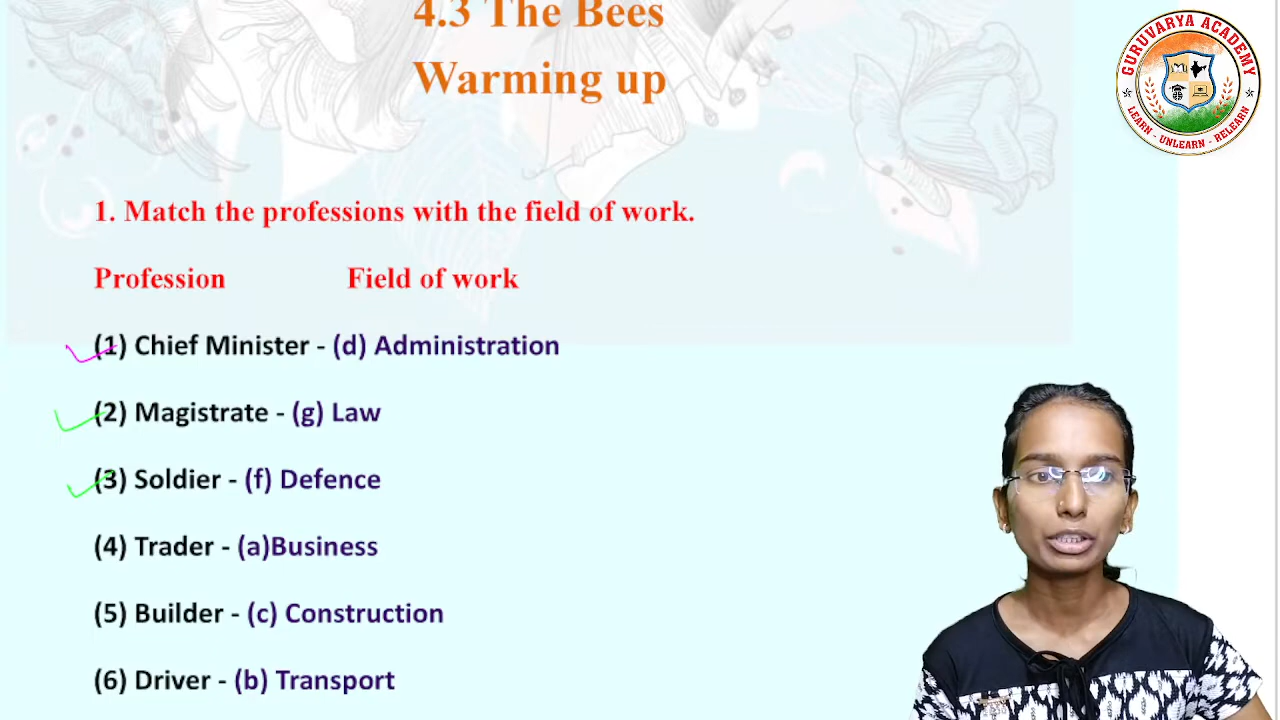 4.3 The Bees
Warming up
GURUVARYA ACADEMY
LEARN - UNLEARN - RELEARN
1. Match the professions with the field of work.
Profession Field of work
(1) Chief Minister - (d) Administration
(2) Magistrate - (g) Law
(3) Soldier - (f) Defence
(4) Trader - (a)Business
(5) Builder - (c) Construction
(6) Driver - (b) Transport